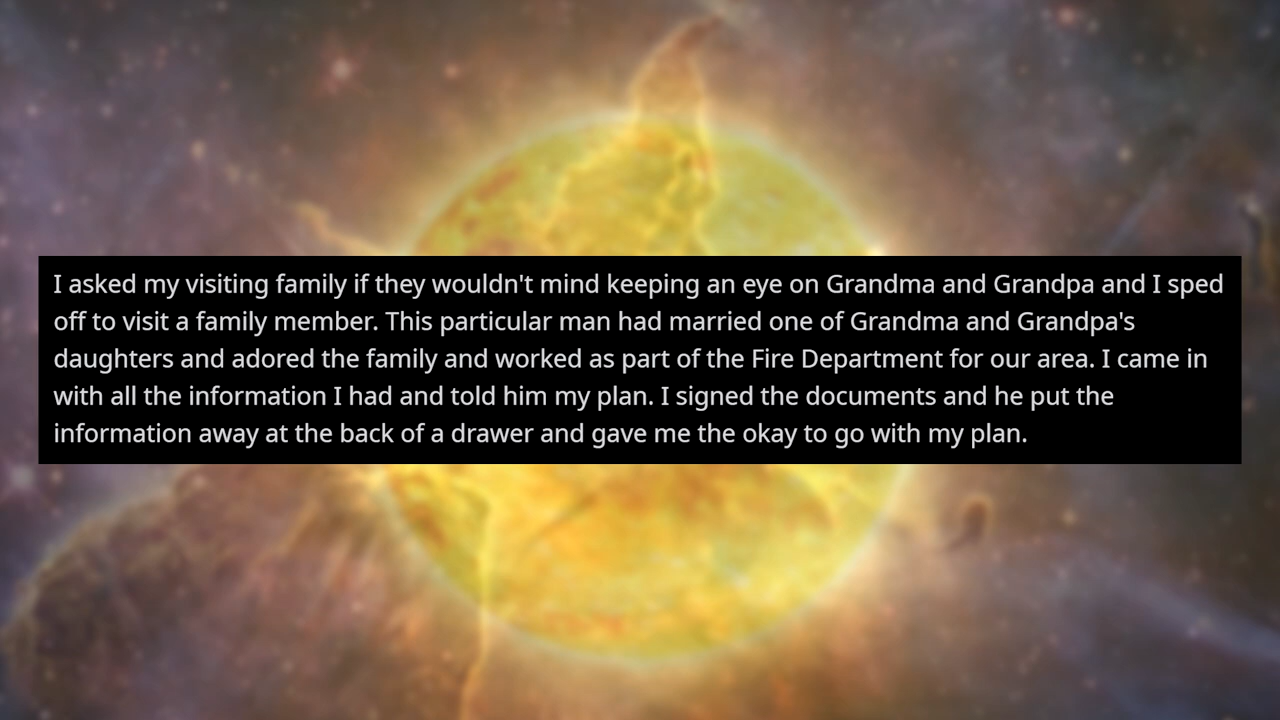 I asked my visiting family if they wouldn't mind keeping an eye on Grandma and Grandpa and I sped
off to visit a family member. This particular man had married one of Grandma and Grandpa's
daughters and adored the family and worked as part of the Fire Department for our area. I came in
with all the information I had and told him my plan. I signed the documents and he put the
information away at the back of a drawer and gave me the okay to go with my plan.